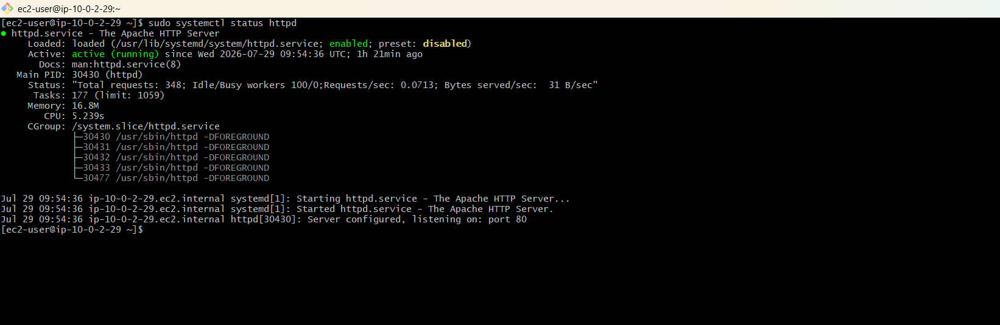 ec2-user@ip-10-0-2-29:~
[ec2-user@ip-10-0-2-29 ~]$ sudo systemctl status httpd
● httpd.service - The Apache HTTP Server
     Loaded: loaded (/usr/lib/systemd/system/httpd.service; enabled; preset: disabled)
     Active: active (running) since Wed 2026-07-29 09:54:36 UTC; 1h 21min ago
       Docs: man:httpd.service(8)
   Main PID: 30430 (httpd)
     Status: "Total requests: 348; Idle/Busy workers 100/0;Requests/sec: 0.0713; Bytes served/sec:  31 B/sec"
      Tasks: 177 (limit: 1059)
     Memory: 16.8M
        CPU: 5.239s
     CGroup: /system.slice/httpd.service
             ├─30430 /usr/sbin/httpd -DFOREGROUND
             ├─30431 /usr/sbin/httpd -DFOREGROUND
             ├─30432 /usr/sbin/httpd -DFOREGROUND
             ├─30433 /usr/sbin/httpd -DFOREGROUND
             └─30477 /usr/sbin/httpd -DFOREGROUND
Jul 29 09:54:36 ip-10-0-2-29.ec2.internal systemd[1]: Starting httpd.service - The Apache HTTP Server...
Jul 29 09:54:36 ip-10-0-2-29.ec2.internal systemd[1]: Started httpd.service - The Apache HTTP Server.
Jul 29 09:54:36 ip-10-0-2-29.ec2.internal httpd[30430]: Server configured, listening on: port 80
[ec2-user@ip-10-0-2-29 ~]$